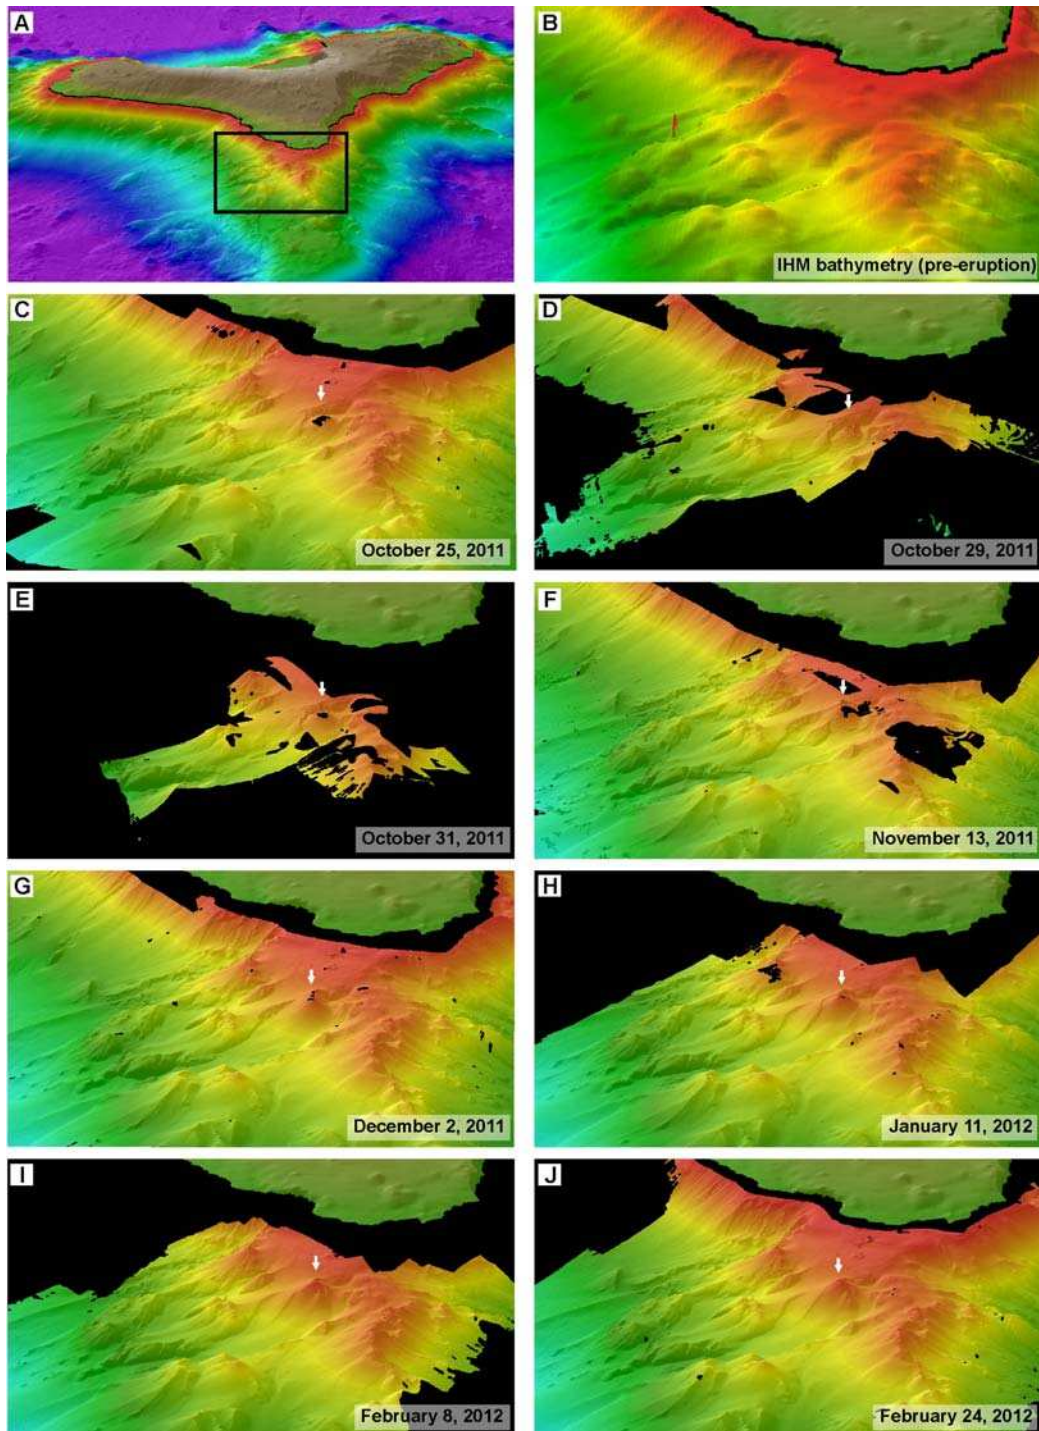 A
B
IHM bathymetry (pre-eruption)
C
October 25, 2011
D
October 29, 2011
E
October 31, 2011
F
November 13, 2011
G
December 2, 2011
H
January 11, 2012
I
February 8, 2012
J
February 24, 2012